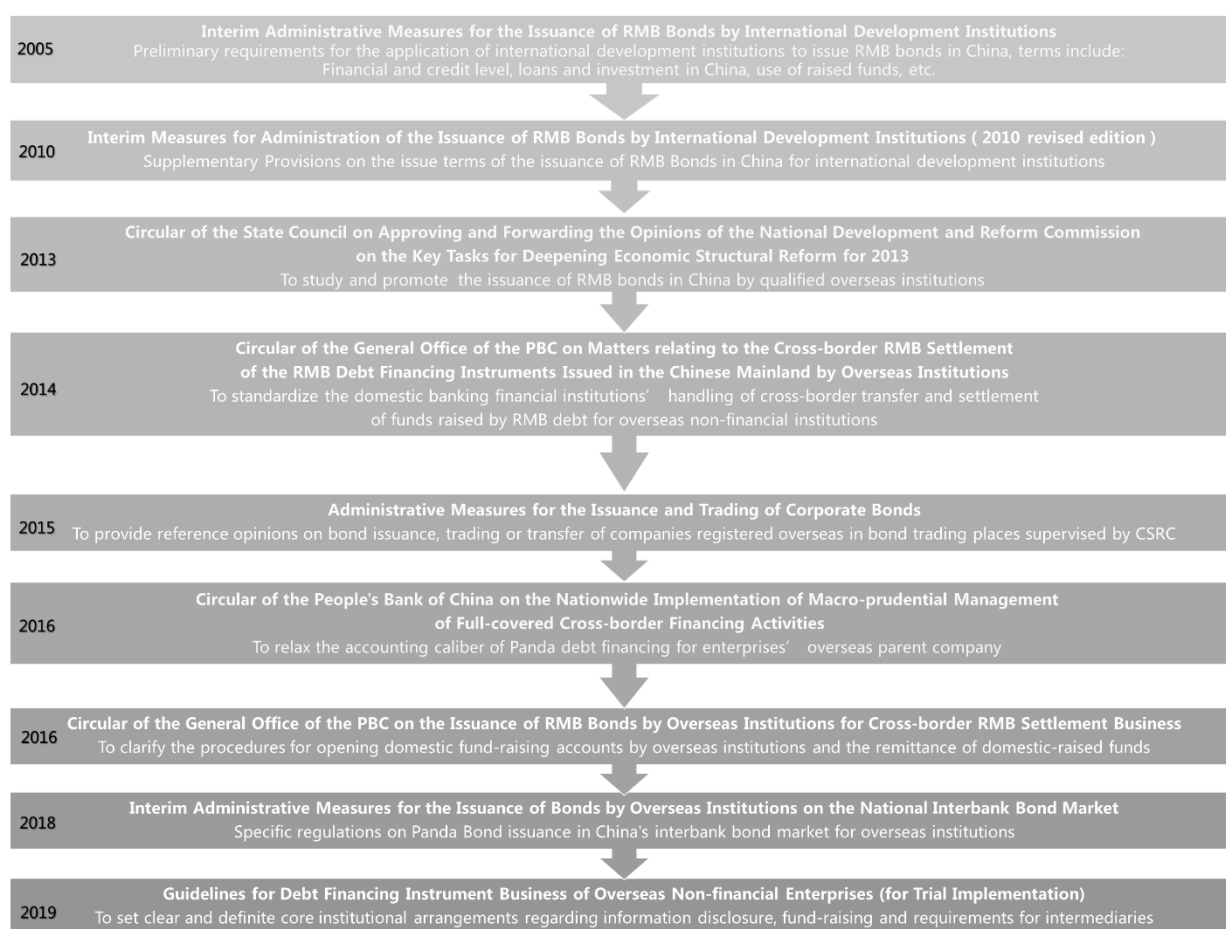 2005
Interim Administrative Measures for the Issuance of RMB Bonds by International Development Institutions
Preliminary requirements for the application of international development institutions to issue RMB bonds in China, terms include:
Financial and credit level, loans and investment in China, use of raised funds, etc.
2010
Interim Measures for Administration of the Issuance of RMB Bonds by International Development Institutions ( 2010 revised edition )
Supplementary Provisions on the issue terms of the issuance of RMB Bonds in China for international development institutions
2013
Circular of the State Council on Approving and Forwarding the Opinions of the National Development and Reform Commission
on the Key Tasks for Deepening Economic Structural Reform for 2013
To study and promote the issuance of RMB bonds in China by qualified overseas institutions
2014
Circular of the General Office of the PBC on Matters relating to the Cross-border RMB Settlement
of the RMB Debt Financing Instruments Issued in the Chinese Mainland by Overseas Institutions
To standardize the domestic banking financial institutions' handling of cross-border transfer and settlement
of funds raised by RMB debt for overseas non-financial institutions
2015
Administrative Measures for the Issuance and Trading of Corporate Bonds
To provide reference opinions on bond issuance, trading or transfer of companies registered overseas in bond trading places supervised by CSRC
2016
Circular of the People's Bank of China on the Nationwide Implementation of Macro-prudential Management
of Full-covered Cross-border Financing Activities
To relax the accounting caliber of Panda debt financing for enterprises' overseas parent company
2016
Circular of the General Office of the PBC on the Issuance of RMB Bonds by Overseas Institutions for Cross-border RMB Settlement Business
To clarify the procedures for opening domestic fund-raising accounts by overseas institutions and the remittance of domestic-raised funds
2018
Interim Administrative Measures for the Issuance of Bonds by Overseas Institutions on the National Interbank Bond Market
Specific regulations on Panda Bond issuance in China's interbank bond market for overseas institutions
2019
Guidelines for Debt Financing Instrument Business of Overseas Non-financial Enterprises (for Trial Implementation)
To set clear and definite core institutional arrangements regarding information disclosure, fund-raising and requirements for intermediaries